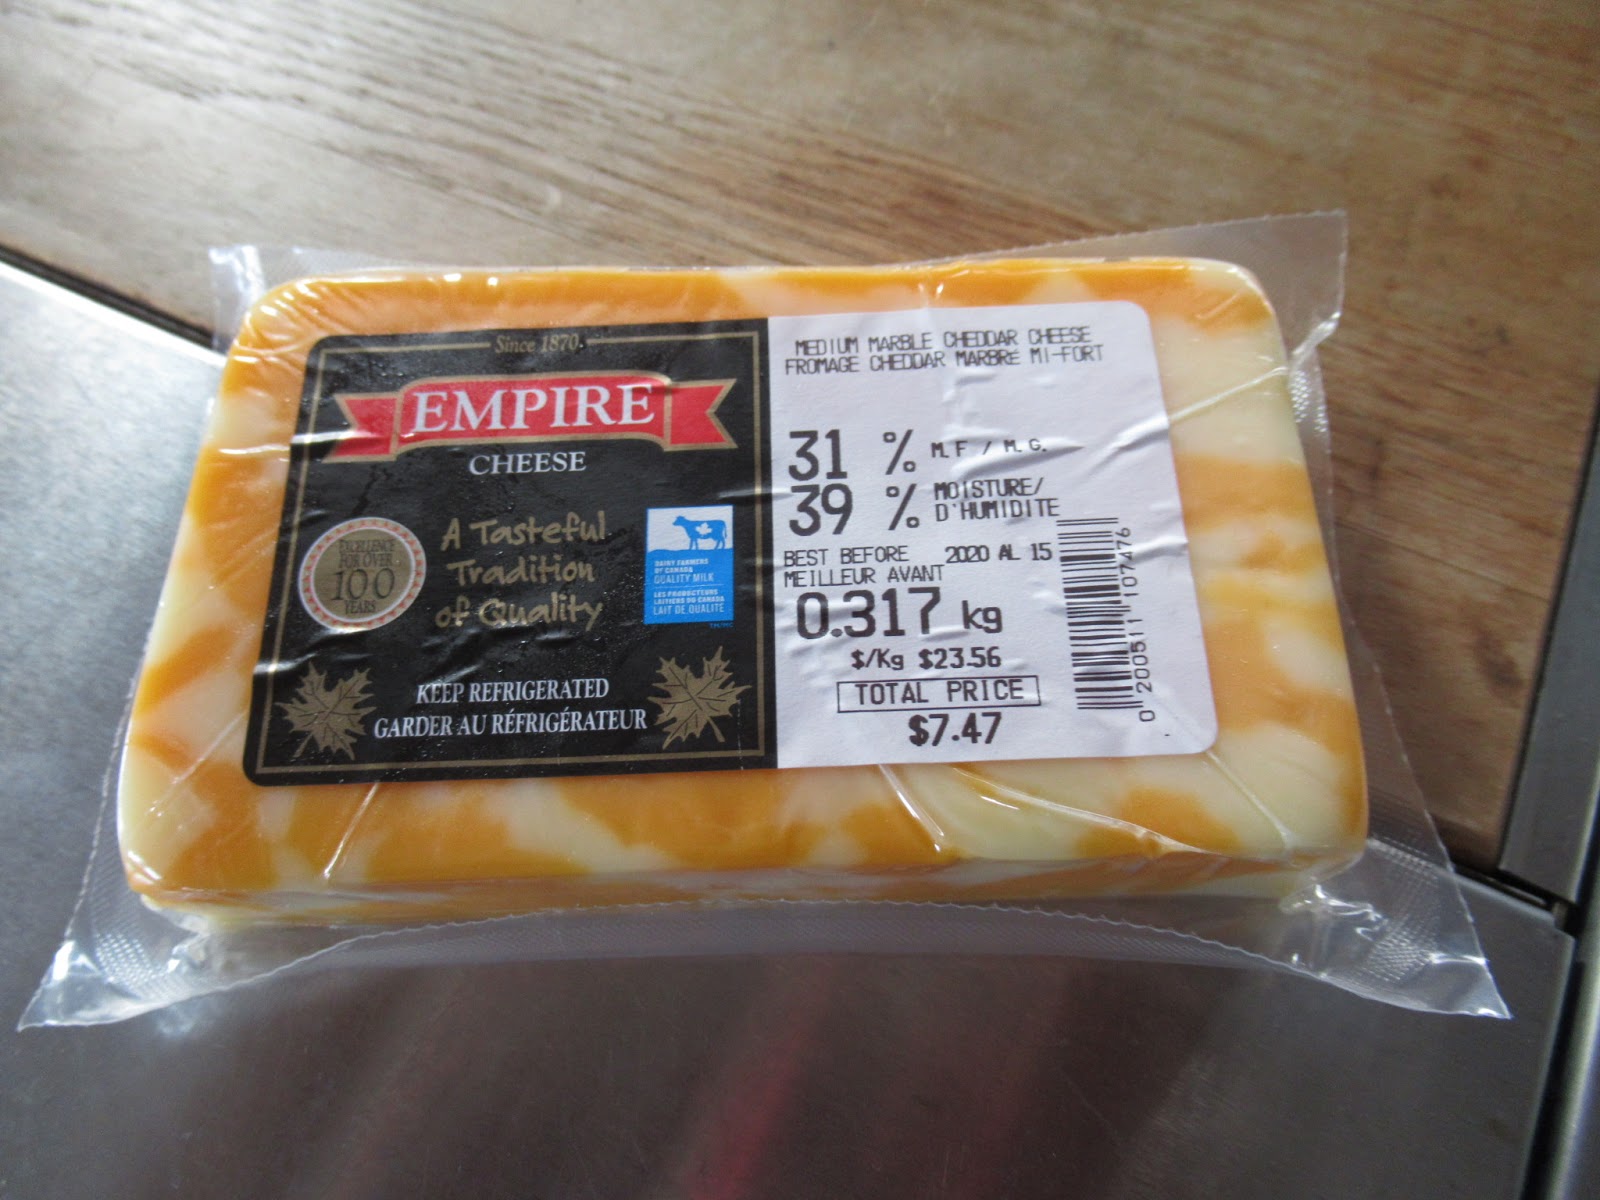 Since 1870
EMPIRE
CHEESE
EXCELLENCE
FOR OVER
100
YEARS
A Tasteful
Tradition
of Quality
DAIRY FARMERS
OF CANADA
QUALITY MILK
LES PRODUCTEURS
LAITIERS DU CANADA
LAIT DE QUALITÉ
TM/MC
KEEP REFRIGERATED
GARDER AU RÉFRIGÉRATEUR
MEDIUM MARBLE CHEDDAR CHEESE
FROMAGE CHEDDAR MARBRÉ MI-FORT
31 % M.F / M.G.
39 % MOISTURE/
D'HUMIDITE
BEST BEFORE 2020 AL 15
MEILLEUR AVANT
0.317 kg
$/Kg $23.56
TOTAL PRICE
$7.47
0 200511 107476